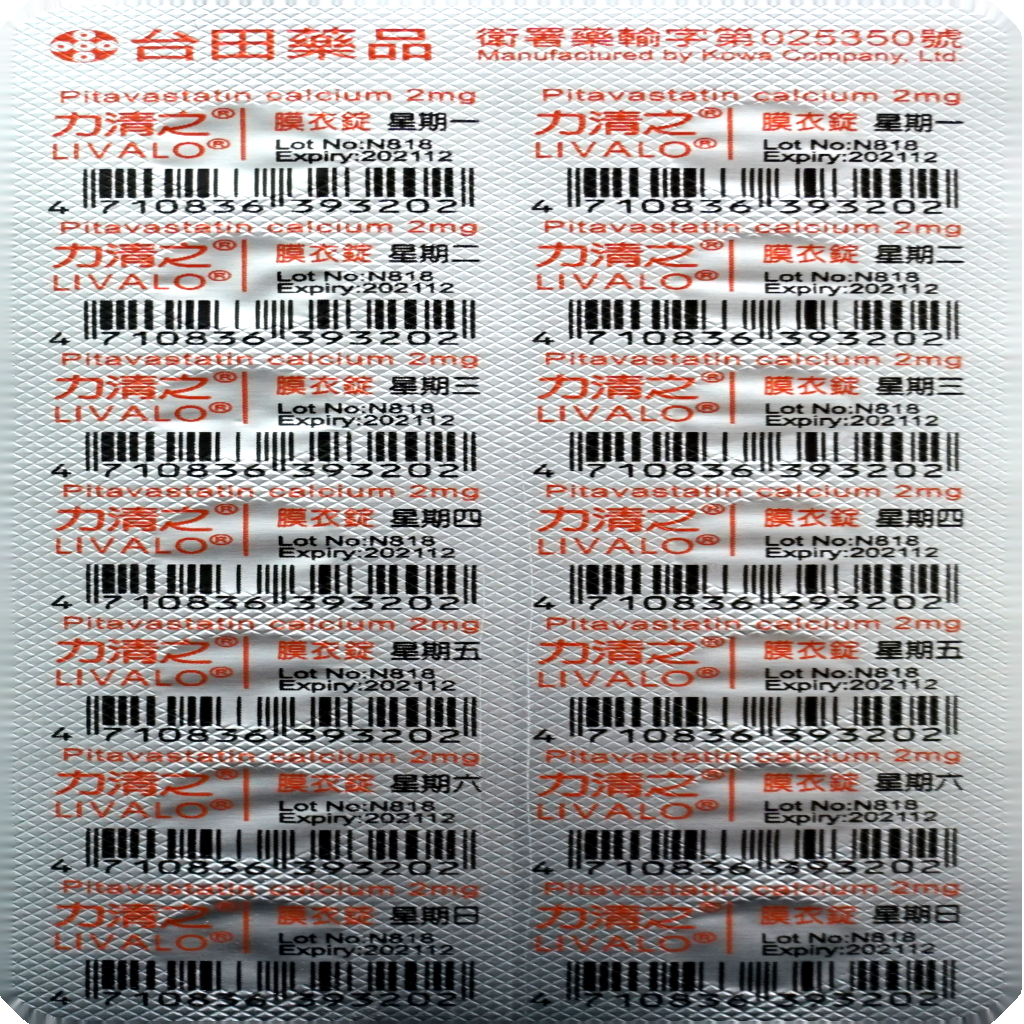 台田藥品 衛署藥輸字第025350號
Manufactured by Kowa Company, Ltd.
Pitavastatin calcium 2mg Pitavastatin calcium 2mg
力清之® 膜衣錠 星期一 力清之® 膜衣錠 星期一
LIVALO® Lot No:N818 LIVALO® Lot No:N818
Expiry:202112 Expiry:202112
4 710836 393202 4 710836 393202
Pitavastatin calcium 2mg Pitavastatin calcium 2mg
力清之® 膜衣錠 星期二 力清之® 膜衣錠 星期二
LIVALO® Lot No:N818 LIVALO® Lot No:N818
Expiry:202112 Expiry:202112
4 710836 393202 4 710836 393202
Pitavastatin calcium 2mg Pitavastatin calcium 2mg
力清之® 膜衣錠 星期三 力清之® 膜衣錠 星期三
LIVALO® Lot No:N818 LIVALO® Lot No:N818
Expiry:202112 Expiry:202112
4 710836 393202 4 710836 393202
Pitavastatin calcium 2mg Pitavastatin calcium 2mg
力清之® 膜衣錠 星期四 力清之® 膜衣錠 星期四
LIVALO® Lot No:N818 LIVALO® Lot No:N818
Expiry:202112 Expiry:202112
4 710836 393202 4 710836 393202
Pitavastatin calcium 2mg Pitavastatin calcium 2mg
力清之® 膜衣錠 星期五 力清之® 膜衣錠 星期五
LIVALO® Lot No:N818 LIVALO® Lot No:N818
Expiry:202112 Expiry:202112
4 710836 393202 4 710836 393202
Pitavastatin calcium 2mg Pitavastatin calcium 2mg
力清之® 膜衣錠 星期六 力清之® 膜衣錠 星期六
LIVALO® Lot No:N818 LIVALO® Lot No:N818
Expiry:202112 Expiry:202112
4 710836 393202 4 710836 393202
Pitavastatin calcium 2mg Pitavastatin calcium 2mg
力清之® 膜衣錠 星期日 力清之® 膜衣錠 星期日
LIVALO® Lot No:N818 LIVALO® Lot No:N818
Expiry:202112 Expiry:202112
4 710836 393202 4 710836 393202